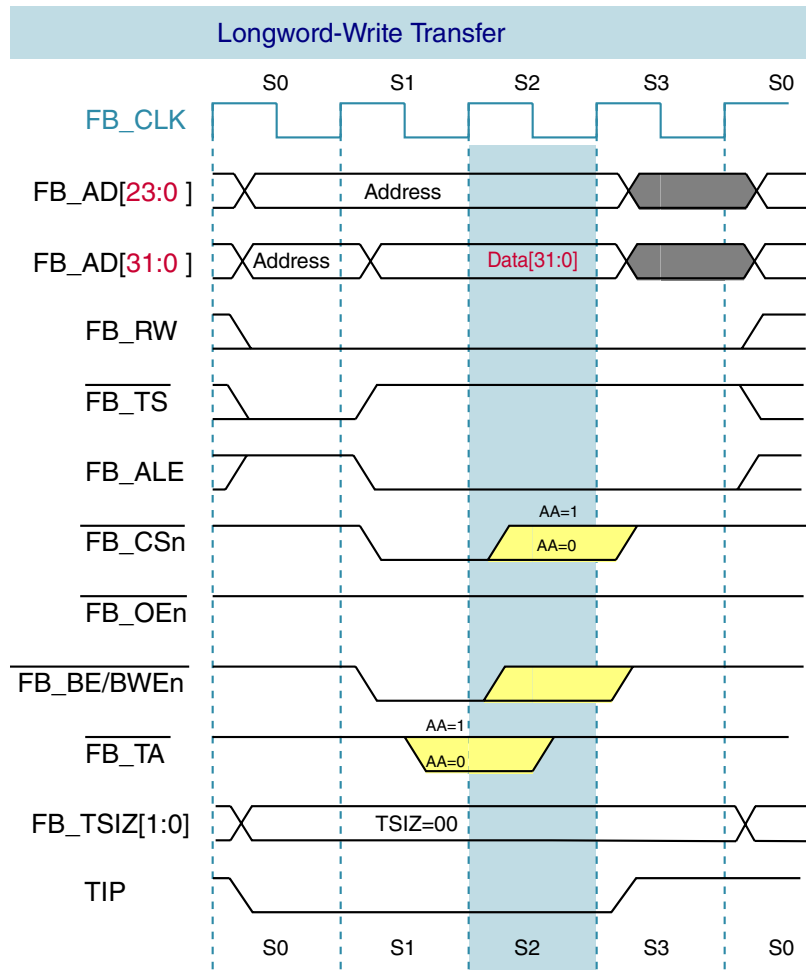 Longword-Write Transfer
S0 S1 S2 S3 S0
FB_CLK
FB_AD[23:0 ] Address
FB_AD[31:0 ] Address Data[31:0]
FB_RW
FB_TS
FB_ALE
AA=1
FB_CSn AA=0
FB_OEn
FB_BE/BWEn
AA=1
FB_TA AA=0
FB_TSIZ[1:0] TSIZ=00
TIP
S0 S1 S2 S3 S0